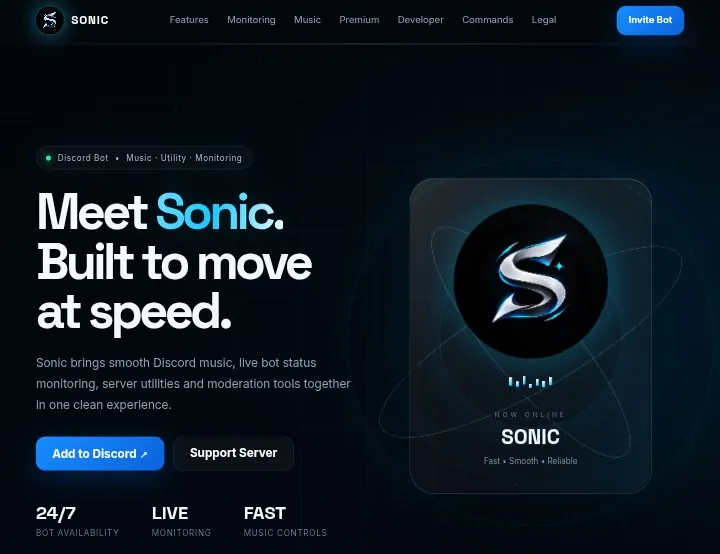 SONIC
Features Monitoring Music Premium Developer Commands Legal
Invite Bot
Discord Bot • Music · Utility · Monitoring
Meet Sonic.
Built to move
at speed.
Sonic brings smooth Discord music, live bot status
monitoring, server utilities and moderation tools together
in one clean experience.
Add to Discord ↗
Support Server
24/7
BOT AVAILABILITY
LIVE
MONITORING
FAST
MUSIC CONTROLS
NOW ONLINE
SONIC
Fast • Smooth • Reliable